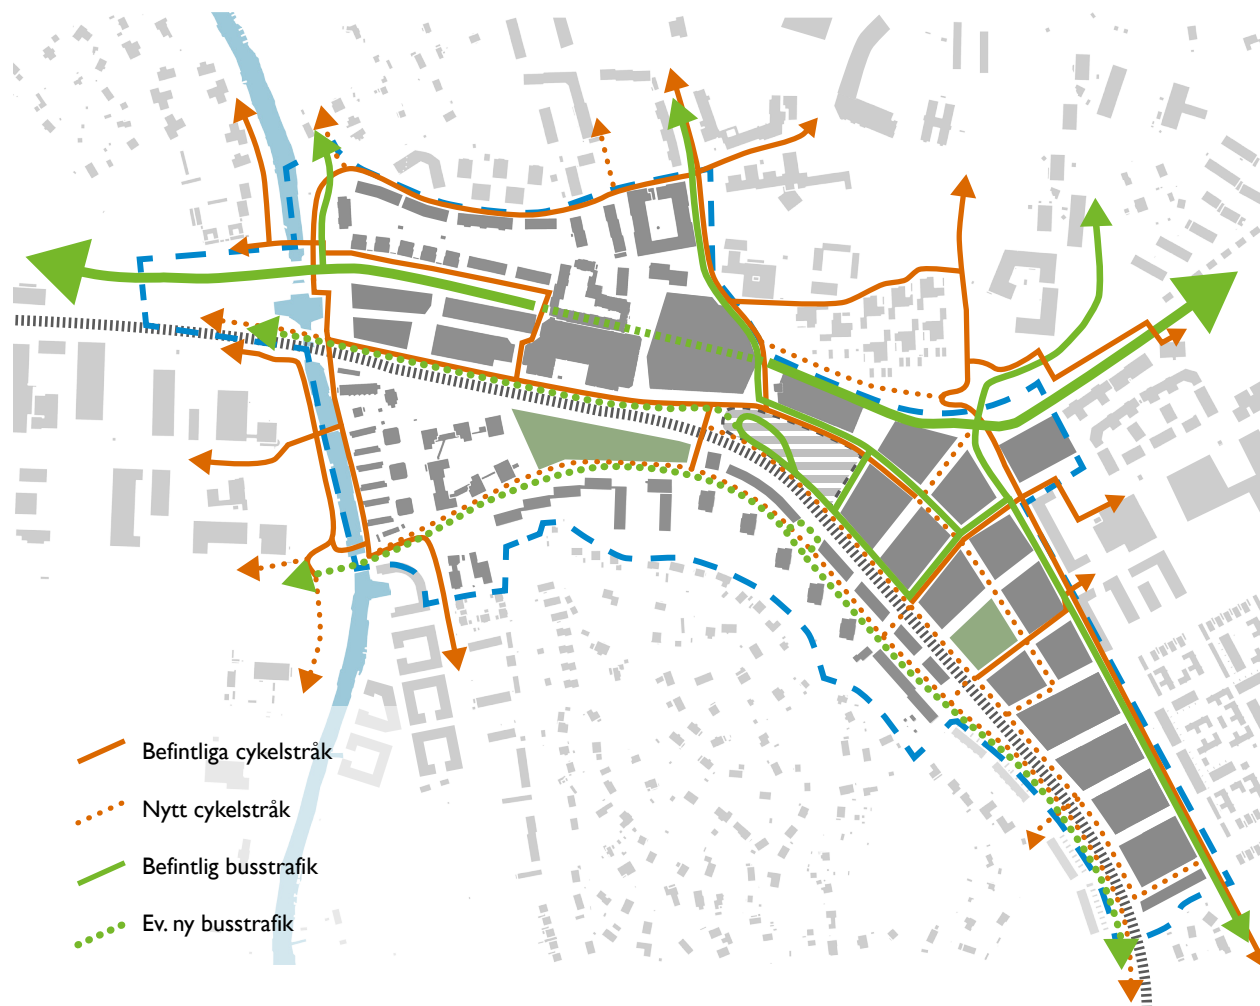 Befintliga cykelstråk
Nytt cykelstråk
Befintlig busstrafik
Ev. ny busstrafik